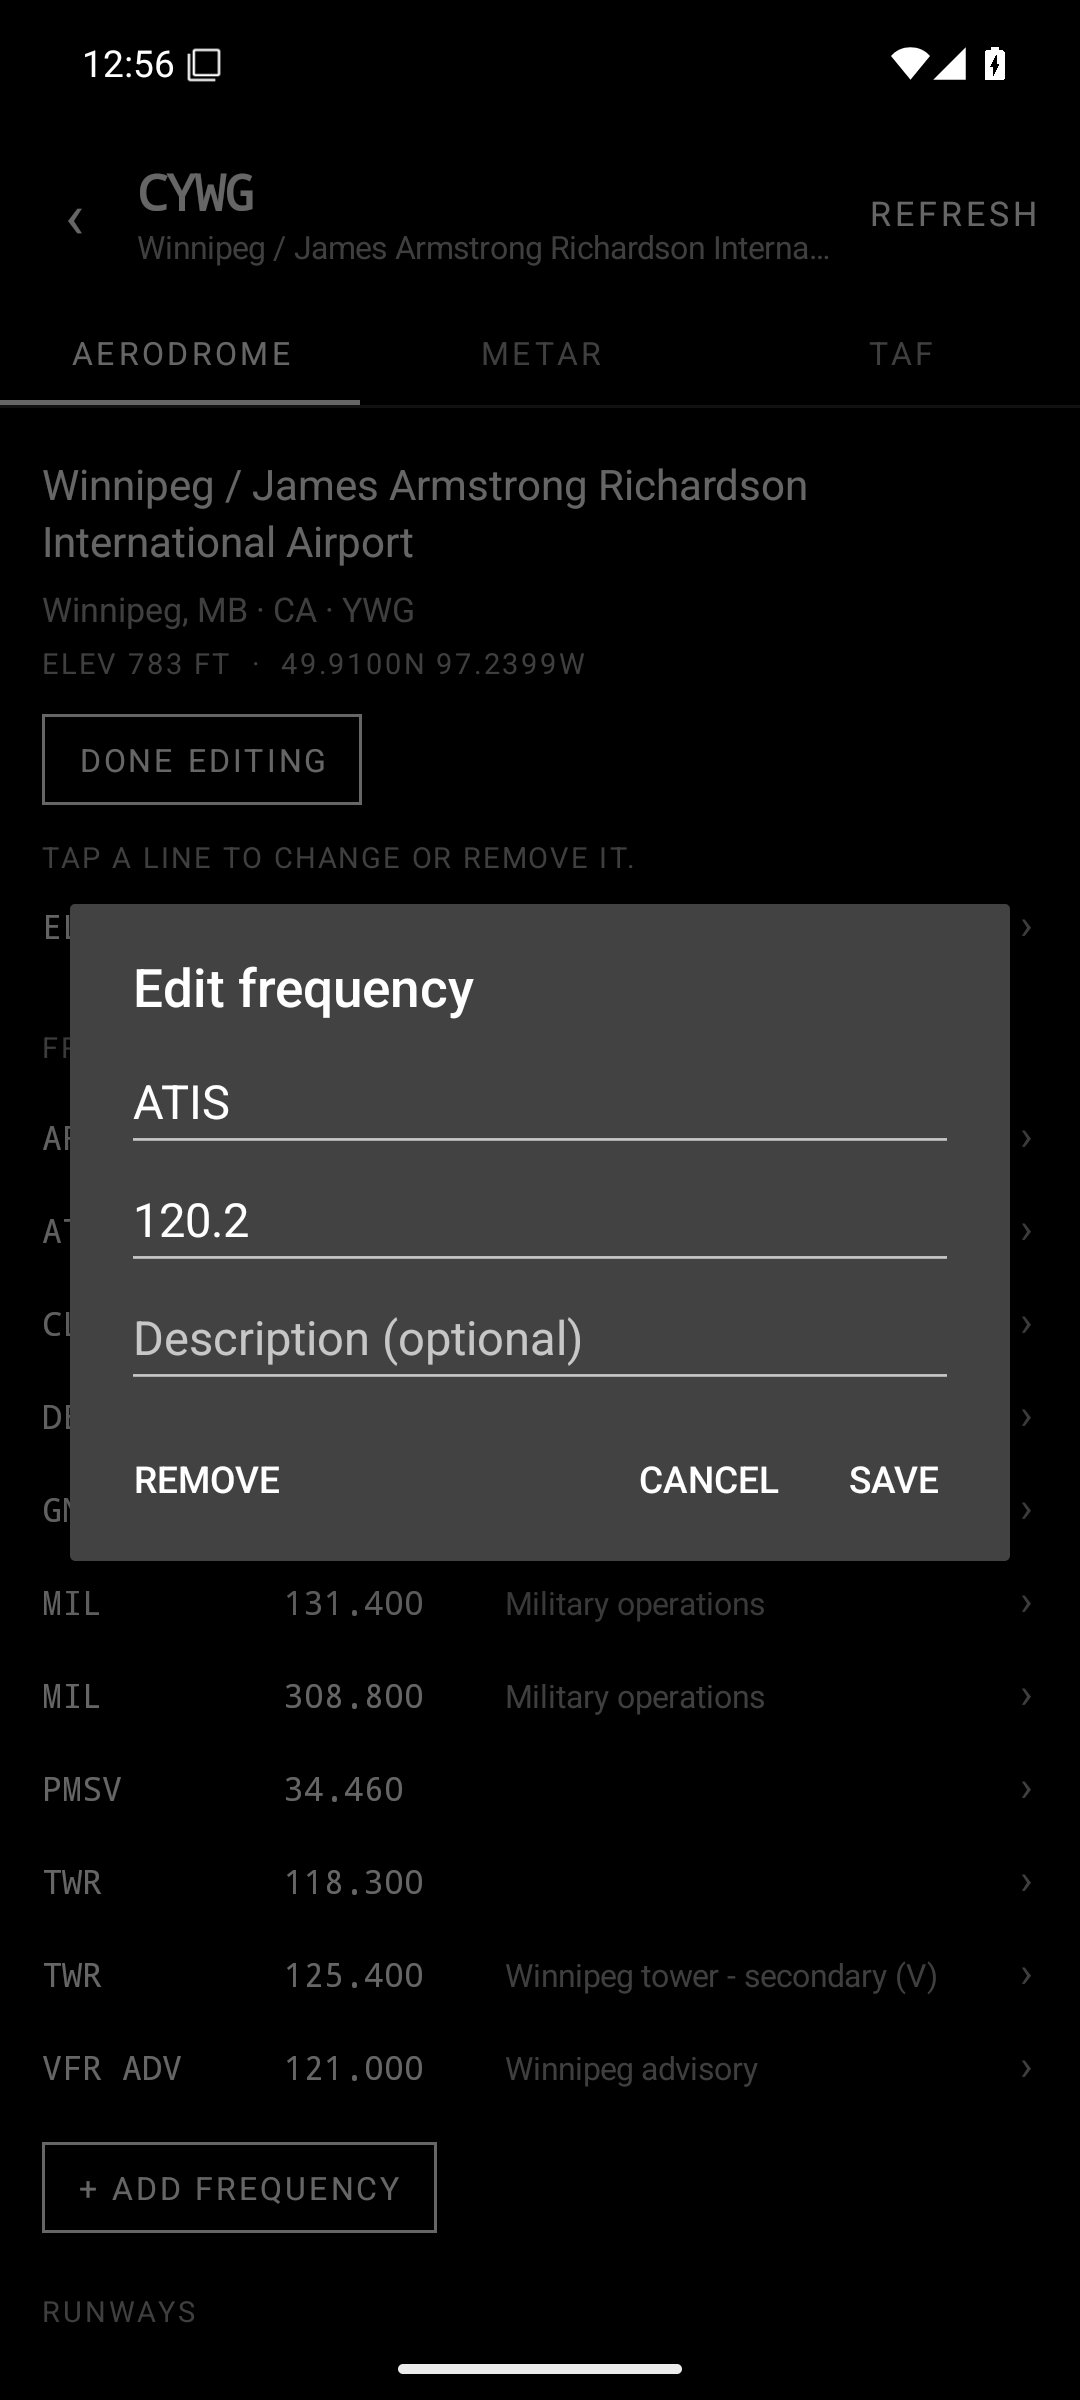 12:56
CYWG
Winnipeg / James Armstrong Richardson Interna...
REFRESH
AERODROME METAR TAF
Winnipeg / James Armstrong Richardson
International Airport
Winnipeg, MB · CA · YWG
ELEV 783 FT · 49.9100N 97.2399W
DONE EDITING
TAP A LINE TO CHANGE OR REMOVE IT.
Edit frequency
ATIS
120.2
Description (optional)
REMOVE CANCEL SAVE
MIL 131.400 Military operations
MIL 308.800 Military operations
PMSV 34.460
TWR 118.300
TWR 125.400 Winnipeg tower - secondary (V)
VFR ADV 121.000 Winnipeg advisory
+ ADD FREQUENCY
RUNWAYS